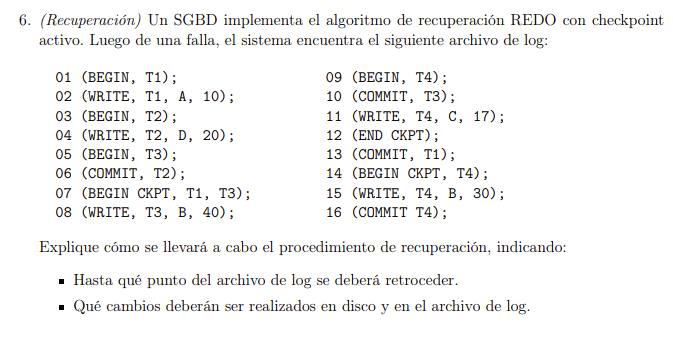 6. (Recuperación) Un SGBD implementa el algoritmo de recuperación REDO con checkpoint
activo. Luego de una falla, el sistema encuentra el siguiente archivo de log:
01 (BEGIN, T1);
02 (WRITE, T1, A, 10);
03 (BEGIN, T2);
04 (WRITE, T2, D, 20);
05 (BEGIN, T3);
06 (COMMIT, T2);
07 (BEGIN CKPT, T1, T3);
08 (WRITE, T3, B, 40);
09 (BEGIN, T4);
10 (COMMIT, T3);
11 (WRITE, T4, C, 17);
12 (END CKPT);
13 (COMMIT, T1);
14 (BEGIN CKPT, T4);
15 (WRITE, T4, B, 30);
16 (COMMIT T4);
Explique cómo se llevará a cabo el procedimiento de recuperación, indicando:
▪ Hasta qué punto del archivo de log se deberá retroceder.
▪ Qué cambios deberán ser realizados en disco y en el archivo de log.